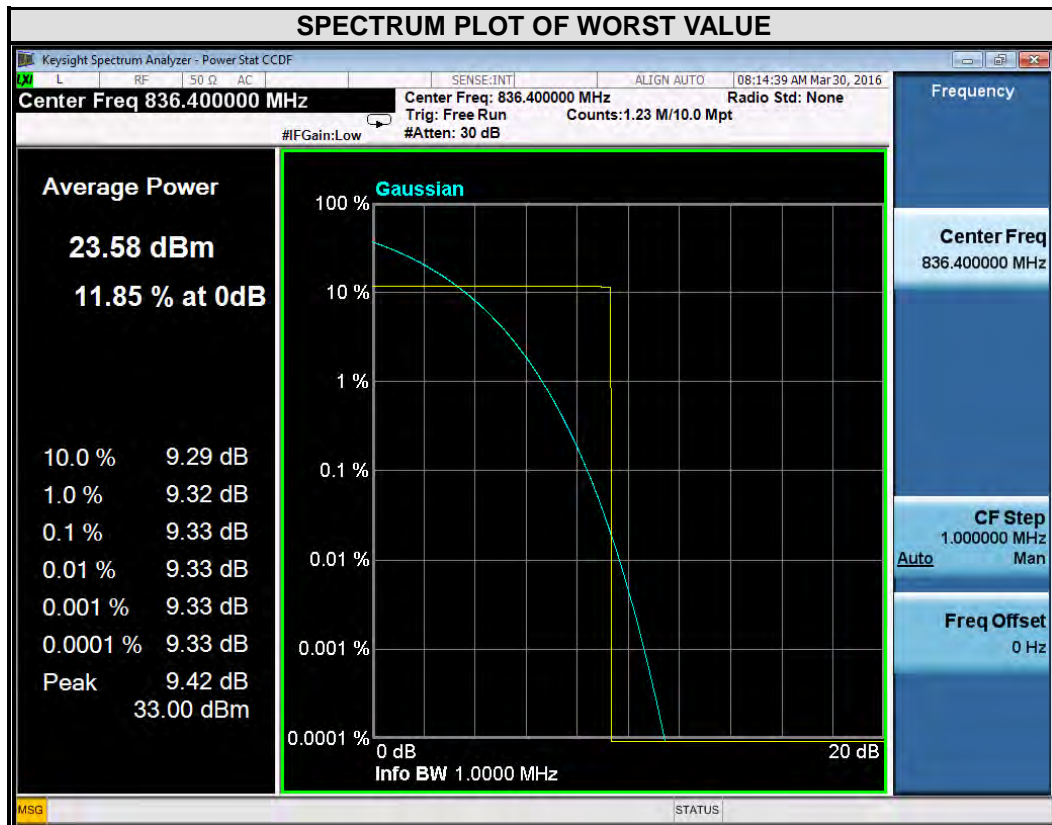 SPECTRUM PLOT OF WORST VALUE
Keysight Spectrum Analyzer - Power Stat CCDF
LXI L RF 50 Ω AC SENSE:INT ALIGN AUTO 08:14:39 AM Mar 30, 2016
Center Freq 836.400000 MHz
Center Freq: 836.400000 MHz Radio Std: None
Trig: Free Run Counts:1.23 M/10.0 Mpt
#IFGain:Low #Atten: 30 dB
Average Power
23.58 dBm
11.85 % at 0dB
10.0 % 9.29 dB
1.0 % 9.32 dB
0.1 % 9.33 dB
0.01 % 9.33 dB
0.001 % 9.33 dB
0.0001 % 9.33 dB
Peak 9.42 dB
33.00 dBm
Gaussian
100 %
10 %
1 %
0.1 %
0.01 %
0.001 %
0.0001 %
0 dB 20 dB
Info BW 1.0000 MHz
Frequency
Center Freq
836.400000 MHz
CF Step
1.000000 MHz
Auto Man
Freq Offset
0 Hz
MSG STATUS